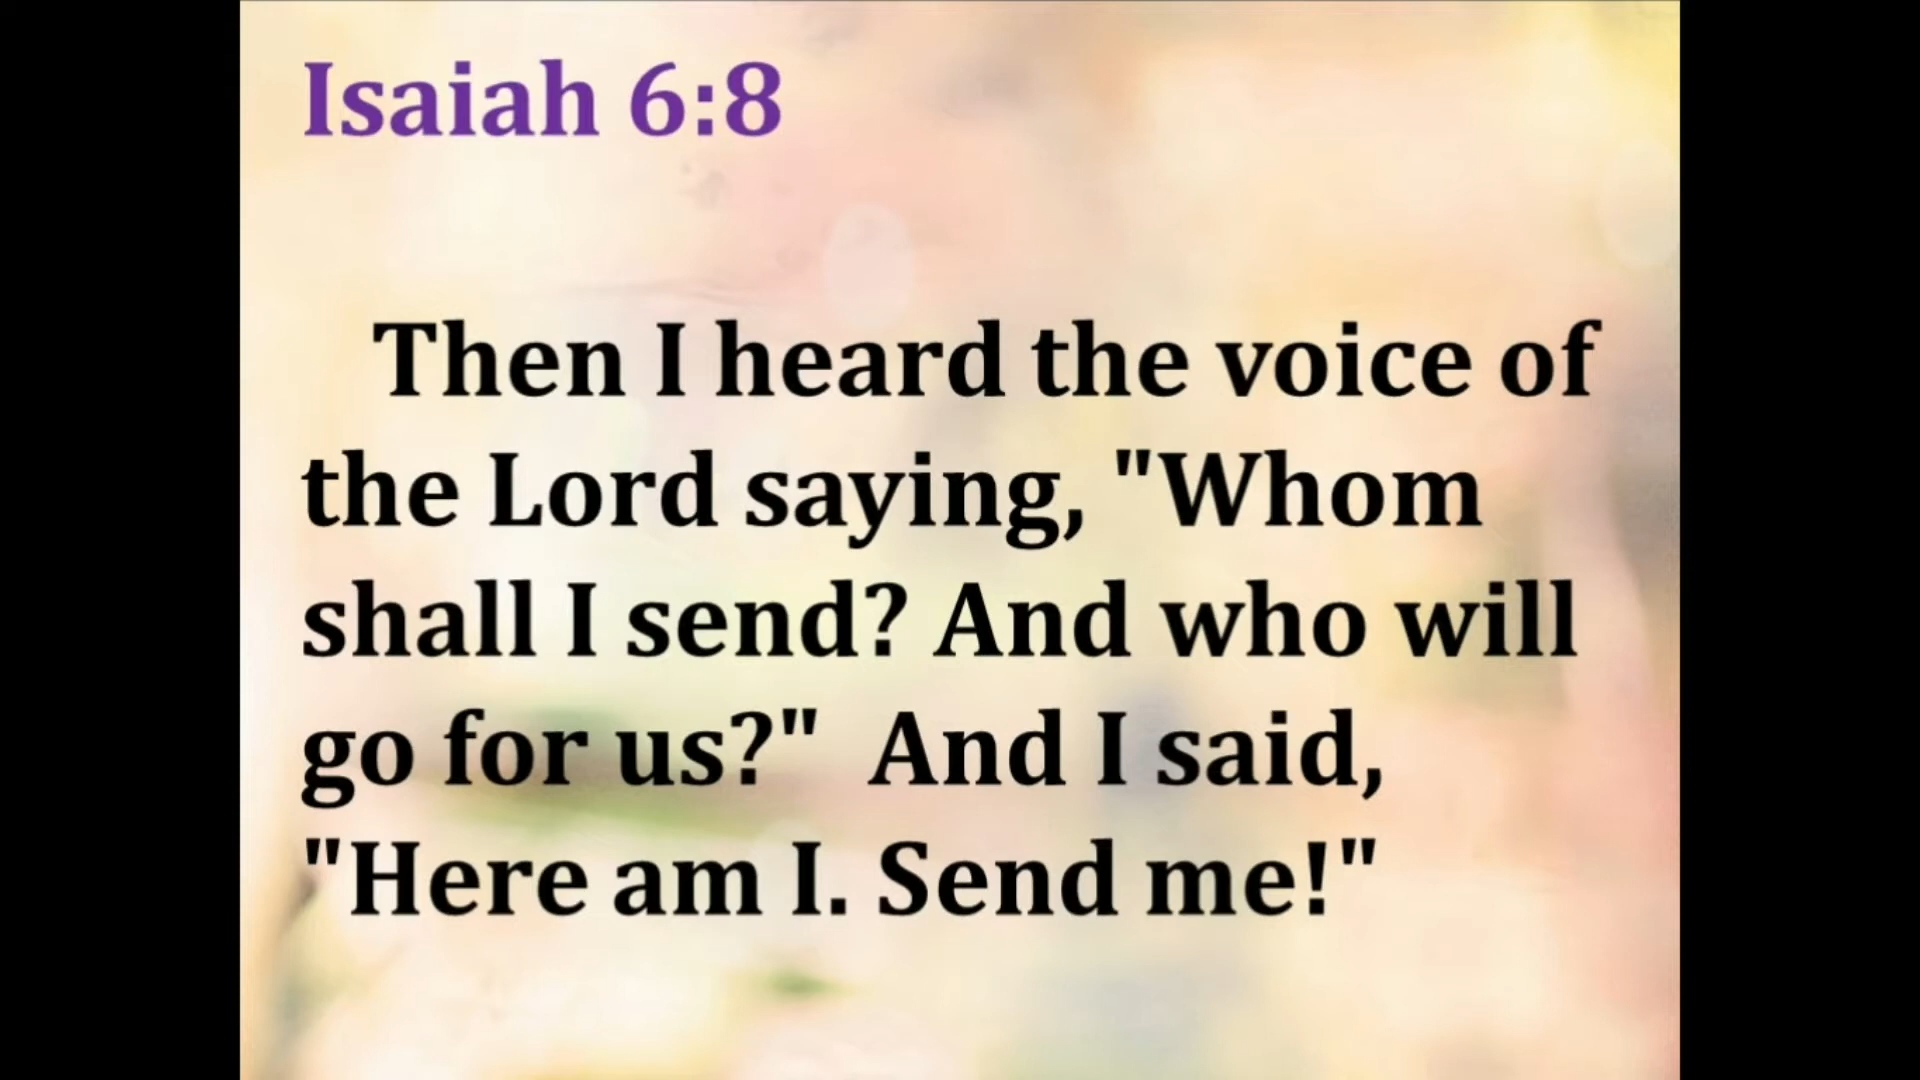 Isaiah 6:8
Then I heard the voice of
the Lord saying, "Whom
shall I send? And who will
go for us?"  And I said,
"Here am I. Send me!"